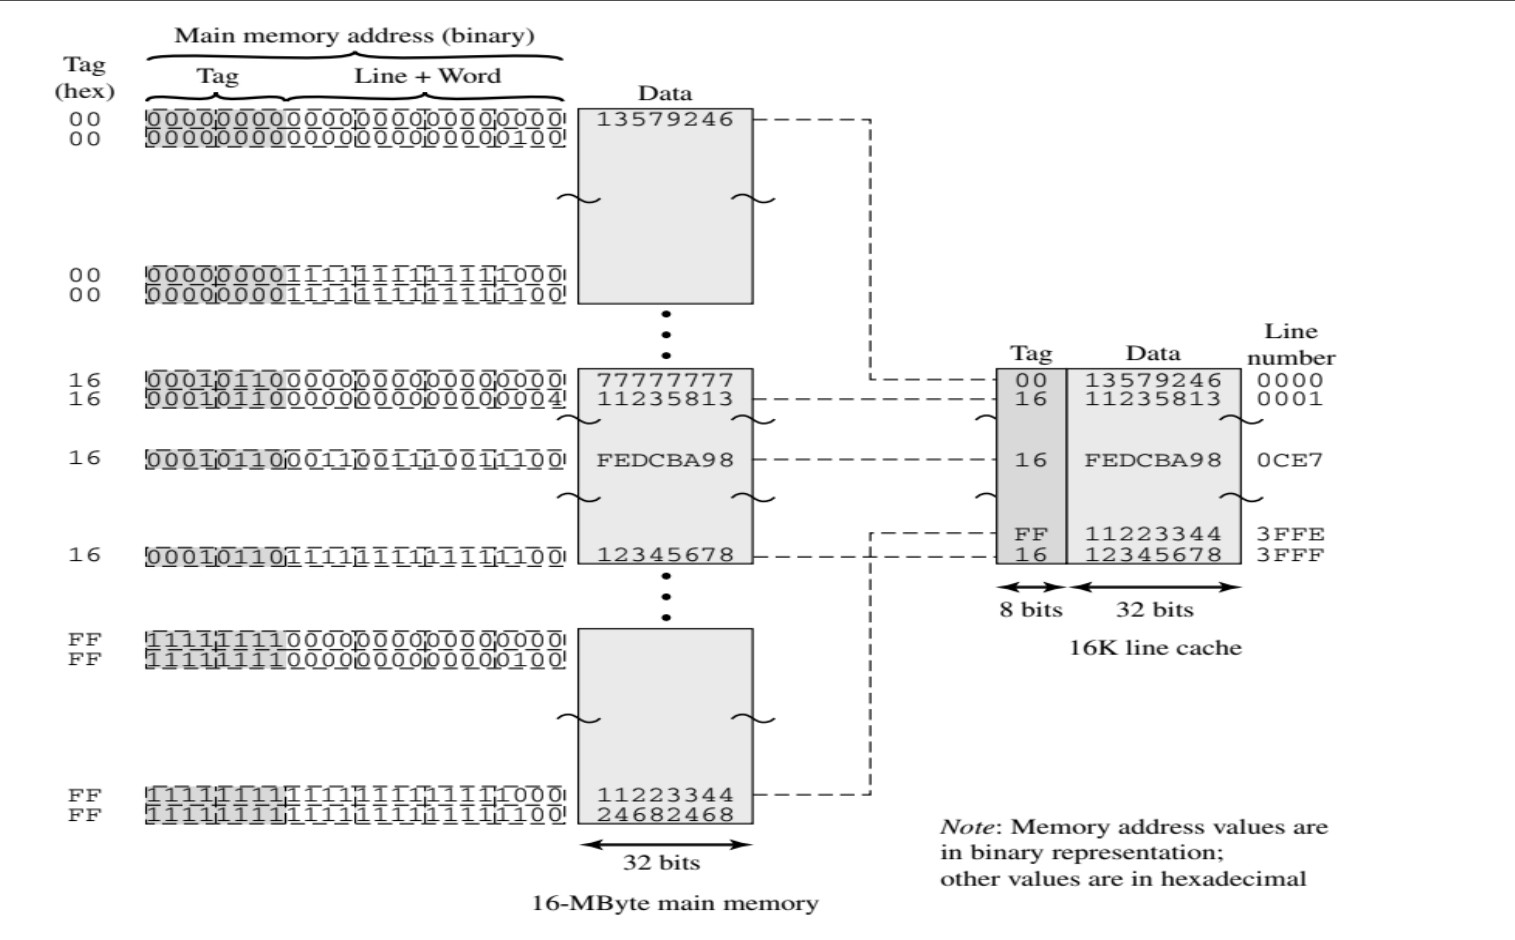 Main memory address (binary)
Tag
(hex)
Tag Line + Word
Data
00 000000000000000000000000 13579246
00 000000000000000000000100
00 000000001111111111111000
00 000000001111111111111100
Line
number
Tag Data
16 000101100000000000000000 77777777 00 13579246 0000
16 000101100000000000000004 11235813 16 11235813 0001
16 000101100011001110011100 FEDCBA98 16 FEDCBA98 0CE7
FF 11223344 3FFE
16 000101101111111111111100 12345678 16 12345678 3FFF
8 bits 32 bits
16K line cache
FF 111111110000000000000000
FF 111111110000000000000100
FF 111111111111111111111000 11223344
FF 111111111111111111111100 24682468
32 bits
16-MByte main memory
Note: Memory address values are
in binary representation;
other values are in hexadecimal